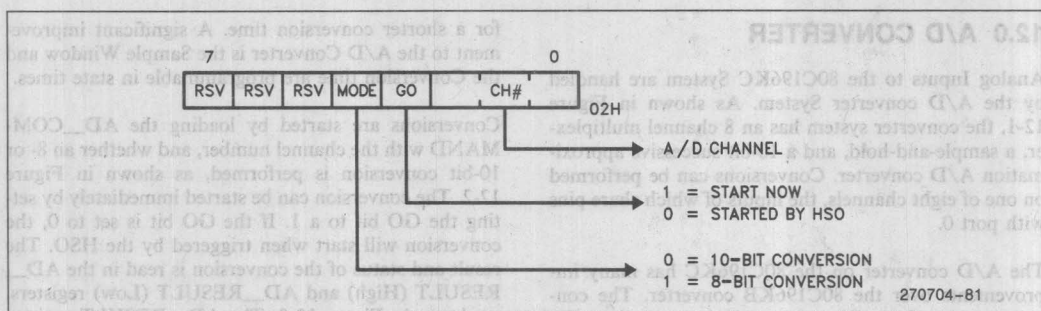 7 0
RSV RSV RSV MODE GO CH# 02H
A/D CHANNEL
1 = START NOW
0 = STARTED BY HSO
0 = 10-BIT CONVERSION
1 = 8-BIT CONVERSION
270704-81
12.0 A/D CONVERTER
Analog Inputs to the 80C196KC System are handled
by the A/D converter System. As shown in Figure
12-1, the converter system has an 8 channel multiplex-
er, a sample-and-hold, and a 10-bit successive approxi-
mation A/D converter. Conversions can be performed
on one of eight channels, the inputs of which share pins
with port 0.
The A/D converter on the 80C196KC has many im-
provements over the 80C196KB converter. The con-
for a shorter conversion time. A significant improve-
ment to the A/D Converter is the Sample Window and
the Conversion time are programmable in state times.
Conversions are started by loading the AD_COM-
MAND with the channel number, and whether an 8- or
10-bit conversion is performed, as shown in Figure
12-2. The conversion can be started immediately by set-
ting the GO bit to a 1. If the GO bit is set to 0, the
conversion will start when triggered by the HSO. The
result and status of the conversion is read in the AD_
RESULT (High) and AD_RESULT (Low) registers